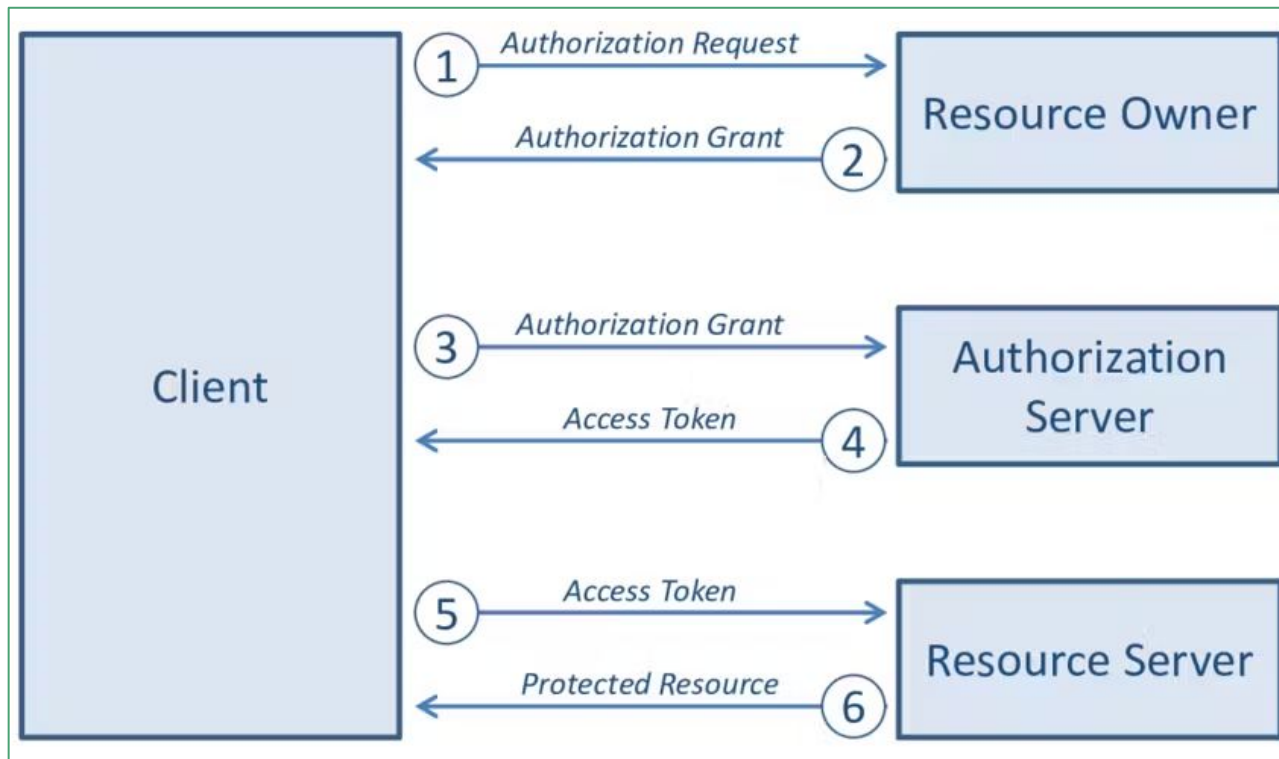 1
Authorization Request
Resource Owner
Authorization Grant
2
Client
3
Authorization Grant
Authorization
Server
Access Token
4
5
Access Token
Resource Server
Protected Resource
6